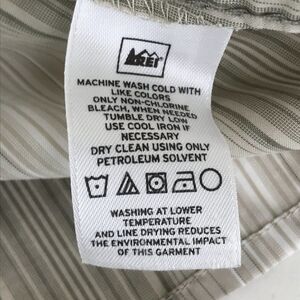 REI
MACHINE WASH COLD WITH
LIKE COLORS
ONLY NON-CHLORINE
BLEACH, WHEN NEEDED
TUMBLE DRY LOW
USE COOL IRON IF
NECESSARY
DRY CLEAN USING ONLY
PETROLEUM SOLVENT
WASHING AT LOWER
TEMPERATURE
AND LINE DRYING REDUCES
THE ENVIRONMENTAL IMPACT
OF THIS GARMENT